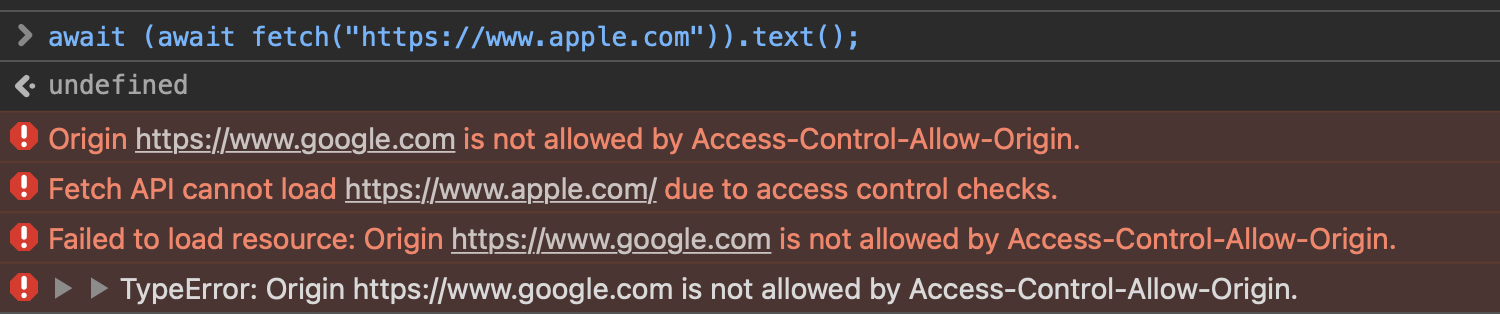 await (await fetch("https://www.apple.com")).text();
undefined
Origin https://www.google.com is not allowed by Access-Control-Allow-Origin.
Fetch API cannot load https://www.apple.com/ due to access control checks.
Failed to load resource: Origin https://www.google.com is not allowed by Access-Control-Allow-Origin.
TypeError: Origin https://www.google.com is not allowed by Access-Control-Allow-Origin.